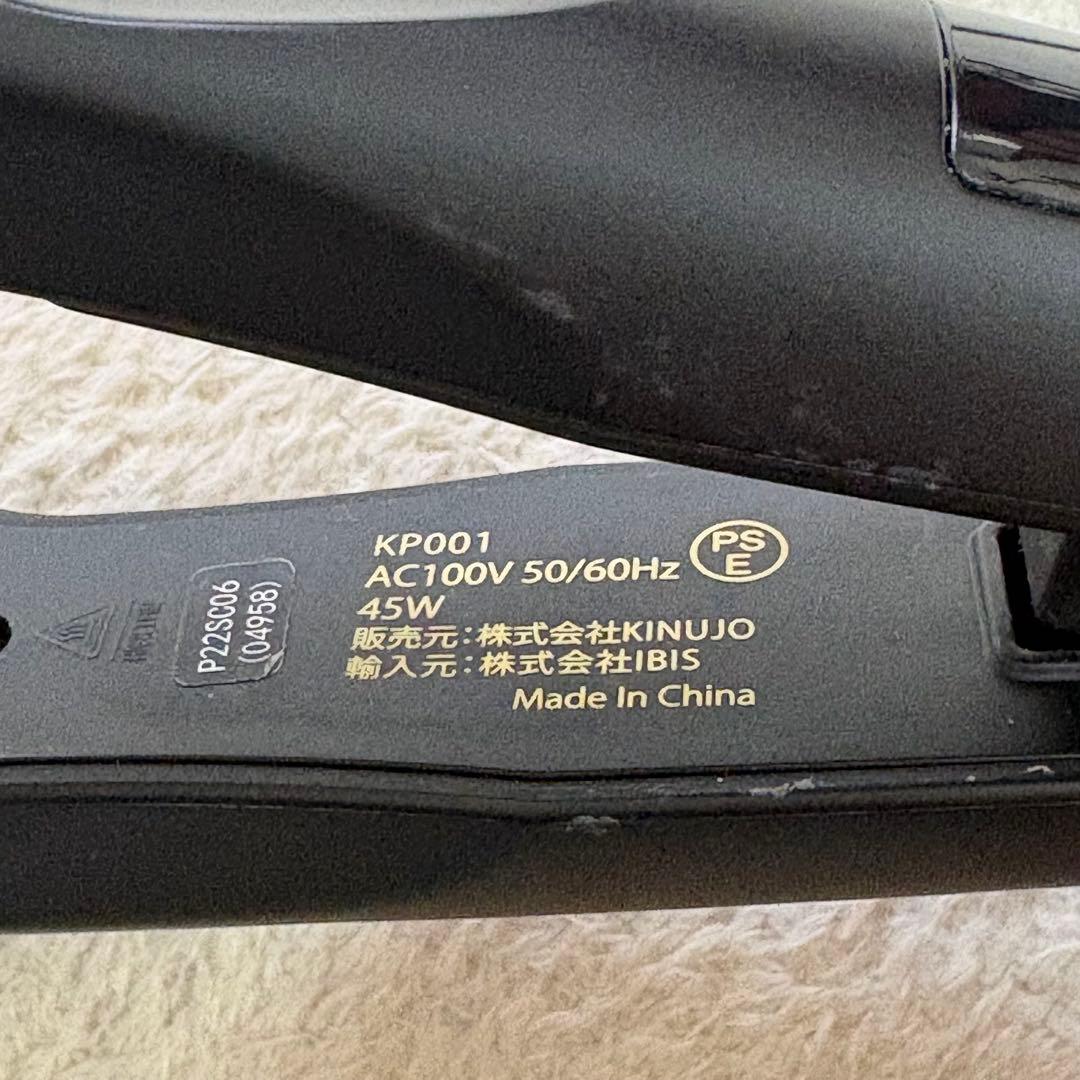 KP001
AC100V 50/60Hz
PS
E
45W
販売元：株式会社KINUJO
輸入元：株式会社IBIS
Made In China
P22SC06
(04958)